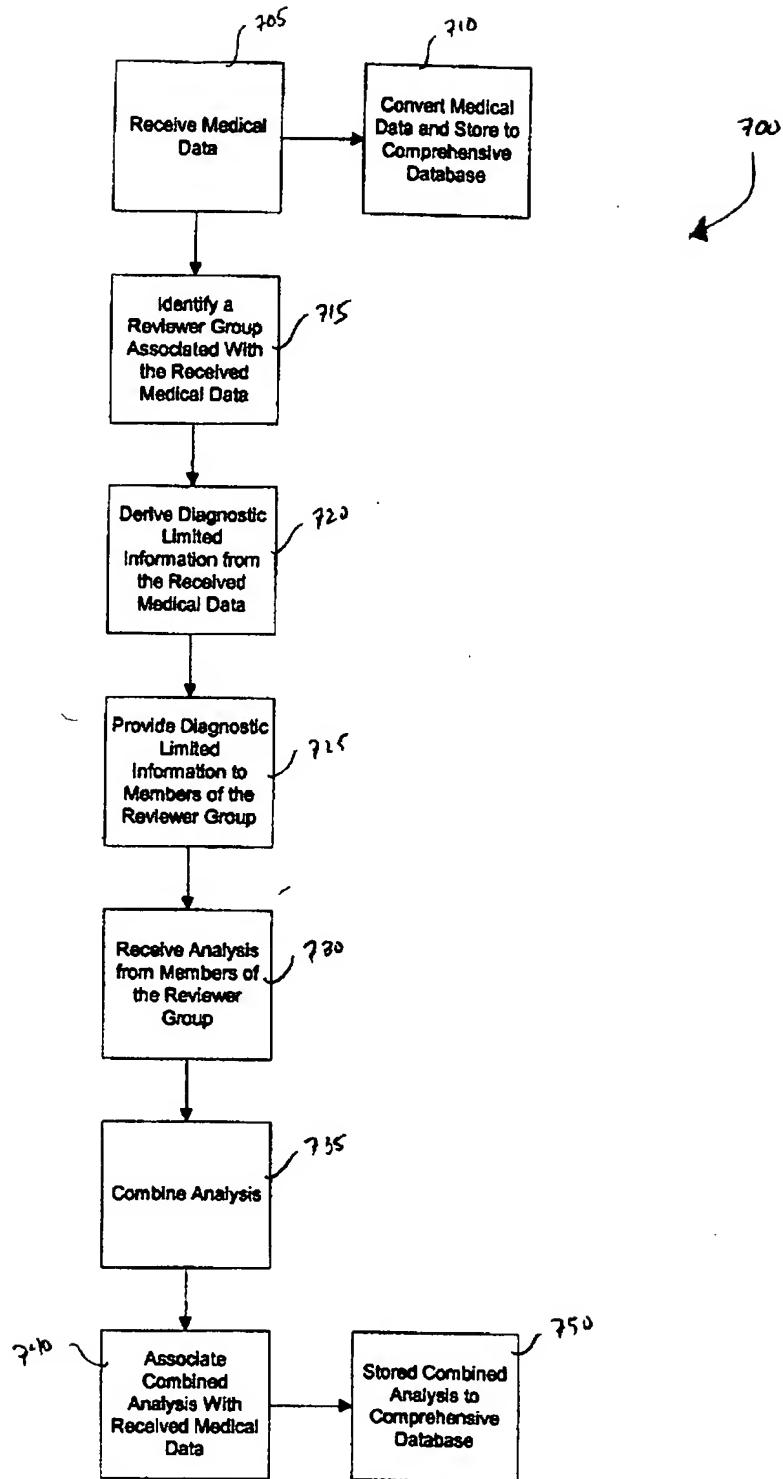 705
710
Receive Medical
Data
Convert Medical
Data and Store to
Comprehensive
Database
700
Identify a
Reviewer Group
Associated With
the Received
Medical Data
715
Derive Diagnostic
Limited
Information from
the Received
Medical Data
720
Provide Diagnostic
Limited
Information to
Members of the
Reviewer Group
725
Receive Analysis
from Members of
the Reviewer
Group
730
735
Combine Analysis
740
Associate
Combined
Analysis With
Received Medical
Data
750
Stored Combined
Analysis to
Comprehensive
Database